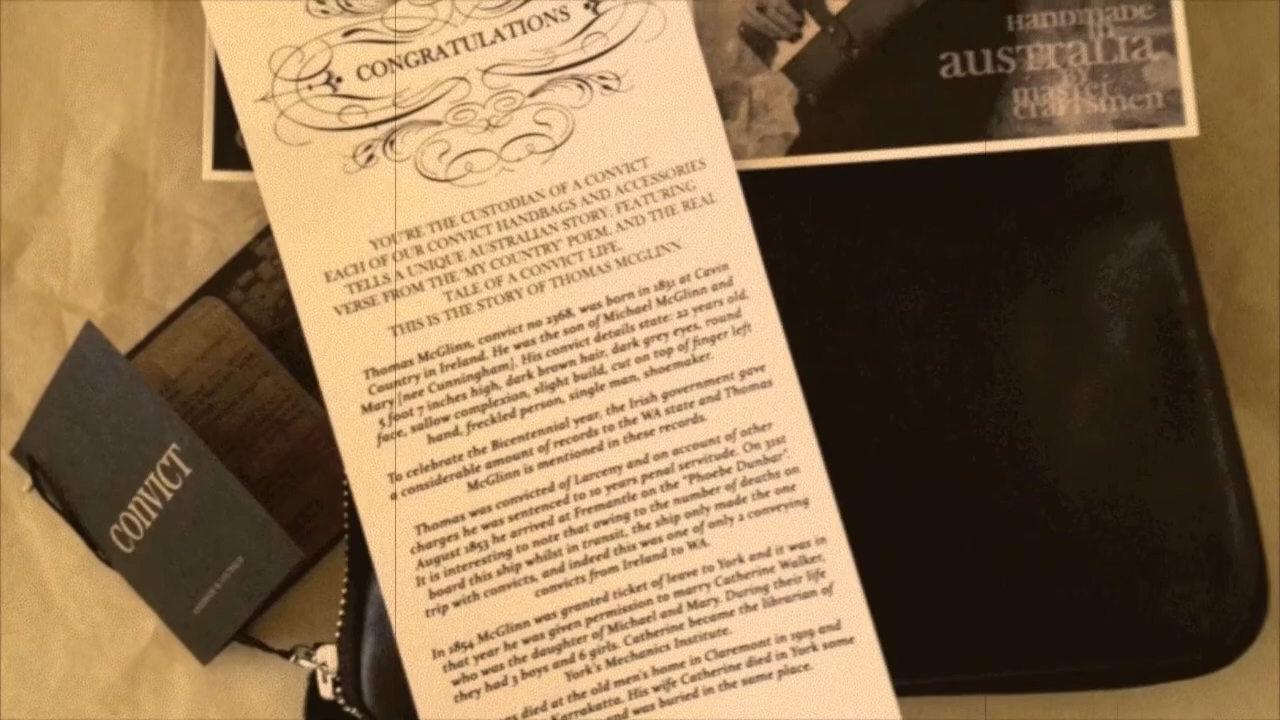 CONGRATULATIONS
YOU'RE THE CUSTODIAN OF A CONVICT
EACH OF OUR CONVICT HANDBAGS AND ACCESSORIES
TELLS A UNIQUE AUSTRALIAN STORY, FEATURING
VERSE FROM THE 'MY COUNTRY' POEM, AND THE REAL
TALE OF A CONVICT LIFE.
THIS IS THE STORY OF THOMAS MCGLINN
Thomas McGlinn, convict no 2368, was born in 1831 at Cavin
Country in Ireland. He was the son of Michael McGlinn and
Mary [nee Cunningham]. His convict details state: 22 years old,
5 foot 7 inches high, dark brown hair, dark grey eyes, round
face, sallow complexion, slight build, cut on top of finger left
hand, freckled person, single man, shoemaker.
To celebrate the Bicentennial year, the Irish government gave
a considerable amount of records to the WA state and Thomas
McGlinn is mentioned in these records.
Thomas was convicted of Larceny and on account of other
charges he was sentenced to 10 years penal servitude. On 31st
August 1853 he arrived at Fremantle on the "Phoebe Dunbar".
It is interesting to note that owing to the number of deaths on
board this ship whilst in transit, the ship only made the one
trip with convicts, and indeed this was one of only 2 conveying
convicts from Ireland to WA.
In 1854 McGlinn was granted ticket of leave to York and it was in
that year he was given permission to marry Catherine Walker,
who was the daughter of Michael and Mary. During their life
they had 3 boys and 6 girls. Catherine became the librarian of
York's Mechanics Institute.
died at the old men's home in Claremont in 1909 and
Karrakatta. His wife Catherine died in York some
and was buried in the same place.
Handmade
in
australia
by
master
craftsmen
CONVICT